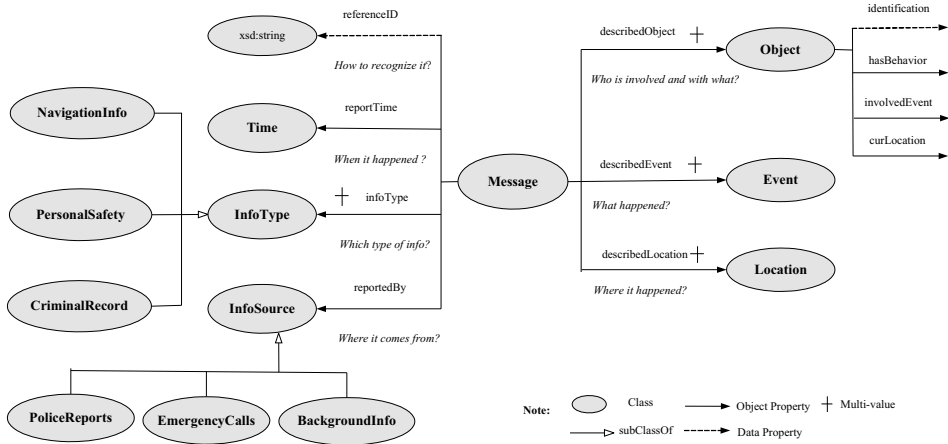 referenceID
xsd:string
How to recognize it?
describedObject
Object
Who is involved and with what?
identification
hasBehavior
involvedEvent
curLocation
NavigationInfo
reportTime
Time
When it happened ?
Message
describedEvent
Event
What happened?
PersonalSafety
InfoType
infoType
Which type of info?
describedLocation
Location
Where it happened?
CriminalRecord
InfoSource
reportedBy
Where it comes from?
PoliceReports
EmergencyCalls
BackgroundInfo
Note:
Class
Object Property
Multi-value
subClassOf
Data Property